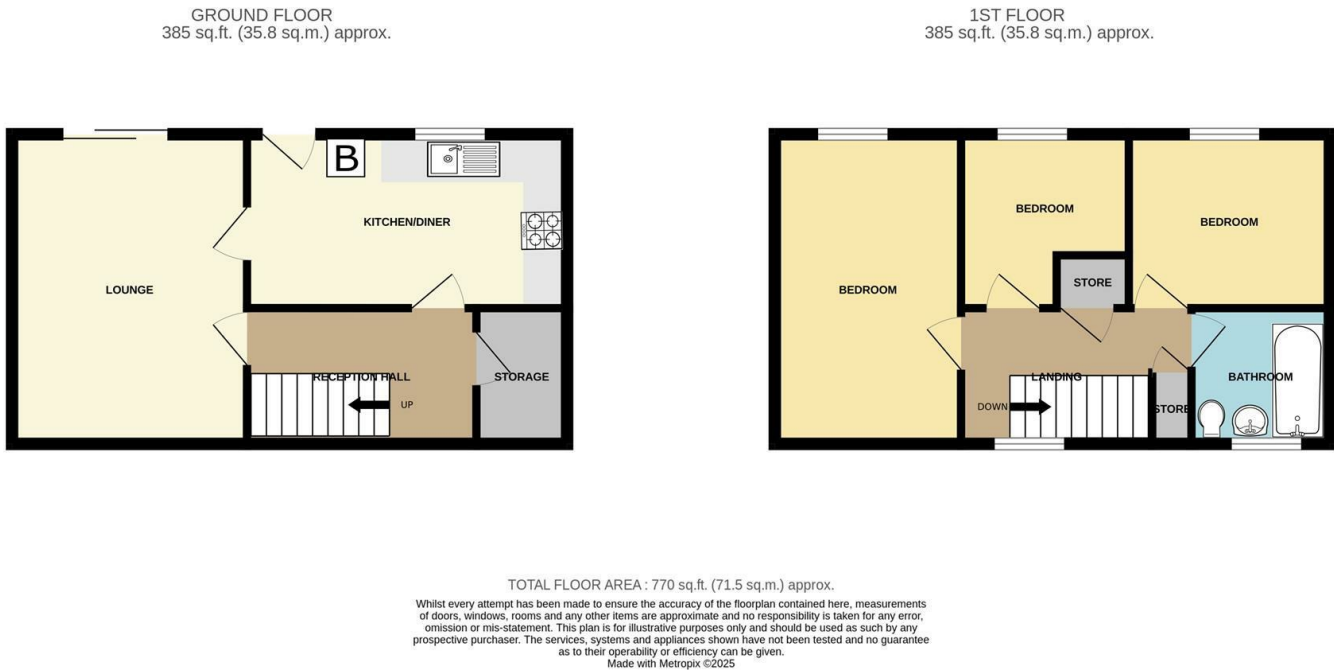 GROUND FLOOR
385 sq.ft. (35.8 sq.m.) approx.
B
KITCHEN/DINER
LOUNGE
RECEPTION HALL
STORAGE
UP
1ST FLOOR
385 sq.ft. (35.8 sq.m.) approx.
BEDROOM
BEDROOM
STORE
BEDROOM
LANDING
BATHROOM
DOWN
STORE
TOTAL FLOOR AREA : 770 sq.ft. (71.5 sq.m.) approx.
Whilst every attempt has been made to ensure the accuracy of the floorplan contained here, measurements
of doors, windows, rooms and any other items are approximate and no responsibility is taken for any error,
omission or mis-statement. This plan is for illustrative purposes only and should be used as such by any
prospective purchaser. The services, systems and appliances shown have not been tested and no guarantee
as to their operability or efficiency can be given.
Made with Metropix ©2025